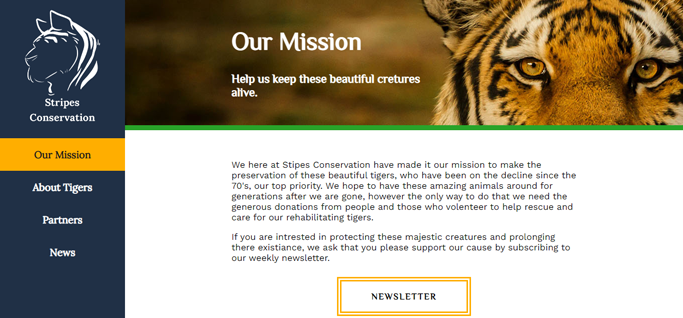 Stripes
Conservation
Our Mission
About Tigers
Partners
News
Our Mission
Help us keep these beautiful cretures
alive.
We here at Stipes Conservation have made it our mission to make the
preservation of these beautiful tigers, who have been on the decline since the
70's, our top priority. We hope to have these amazing animals around for
generations after we are gone, however the only way to do that we need the
generous donations from people and those who volenteer to help rescue and
care for our rehabilitating tigers.
If you are intrested in protecting these majestic creatures and prolonging
there existiance, we ask that you please support our cause by subscribing to
our weekly newsletter.
NEWSLETTER